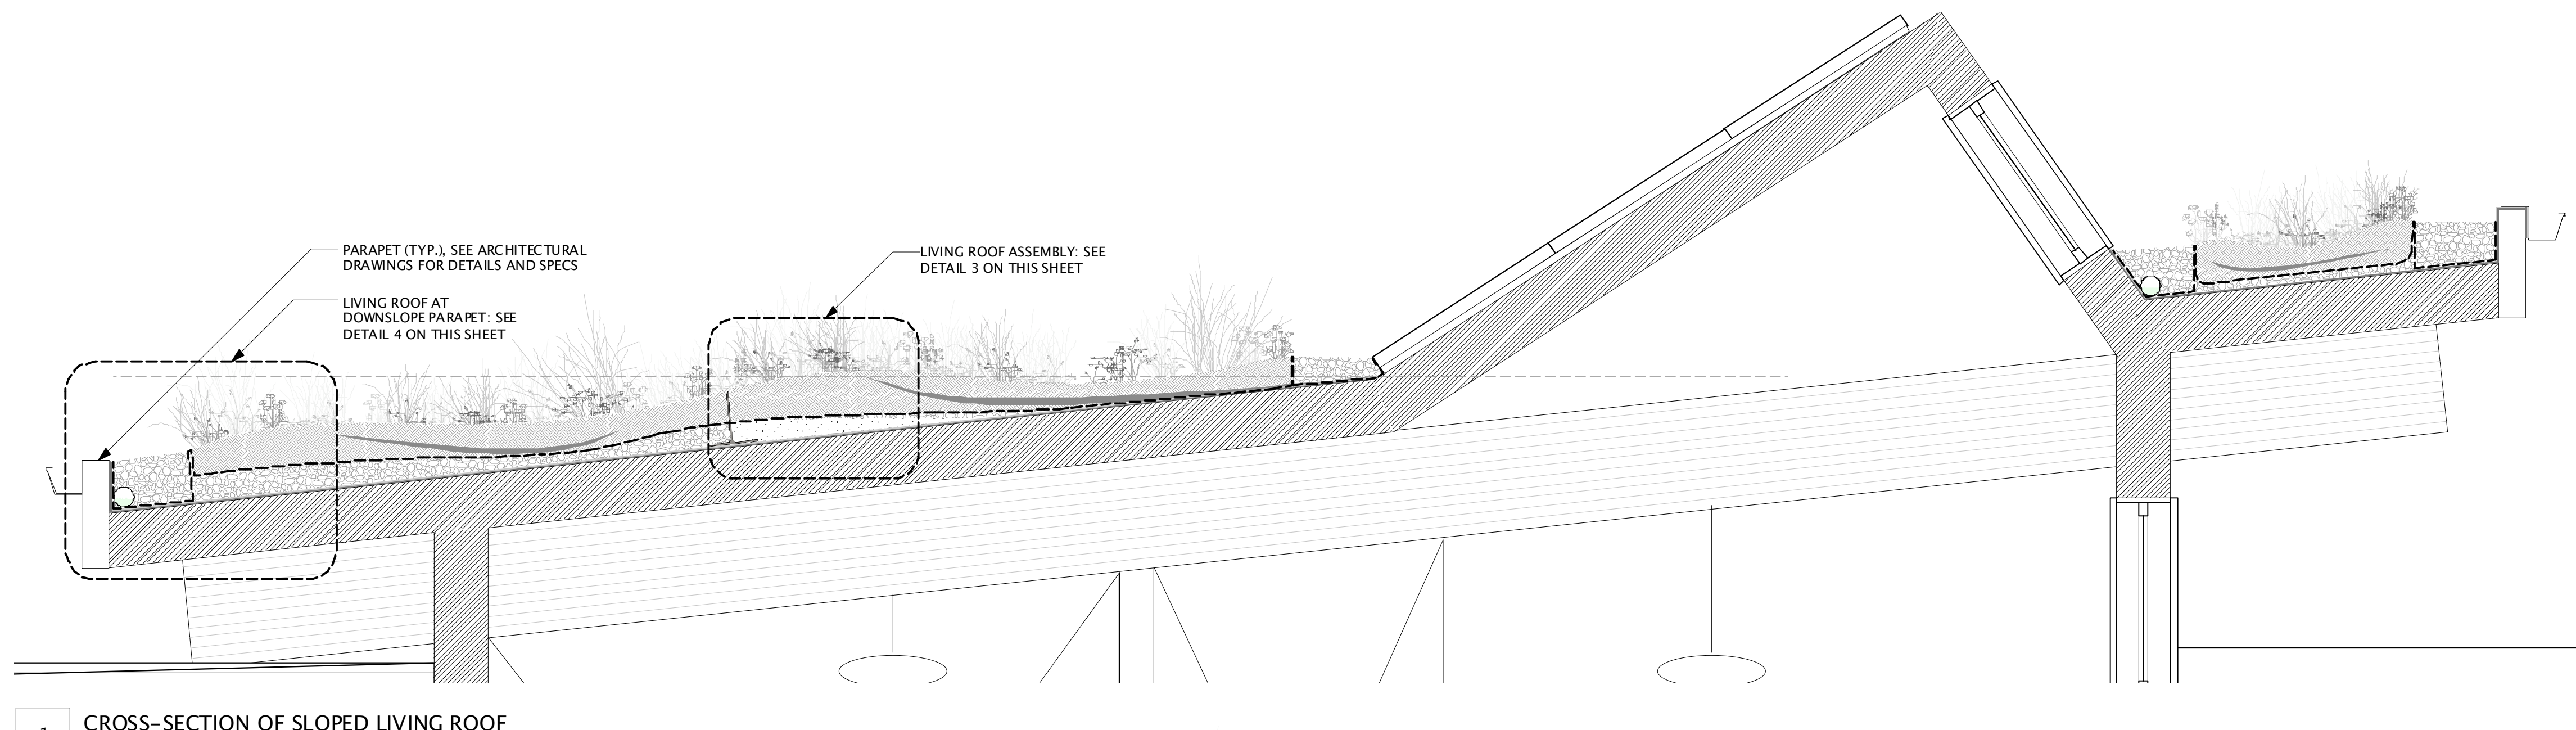 PARAPET (TYP.), SEE ARCHITECTURAL
DRAWINGS FOR DETAILS AND SPECS
LIVING ROOF AT
DOWNSLOPE PARAPET: SEE
DETAIL 4 ON THIS SHEET
LIVING ROOF ASSEMBLY: SEE
DETAIL 3 ON THIS SHEET
CROSS-SECTION OF SLOPED LIVING ROOF